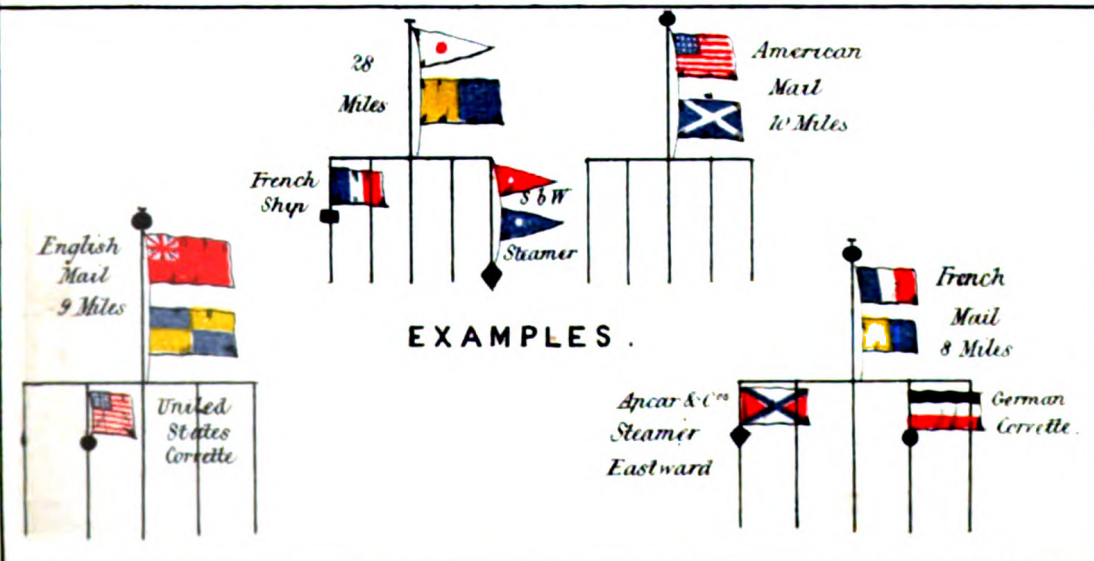 28
Miles
American
Mail
10 Miles
French
Ship
S b W
Steamer
English
Mail
9 Miles
EXAMPLES.
French
Mail
8 Miles
United
States
Corvette
Apcar & Cos
Steamer
Eastward
German
Corvette.